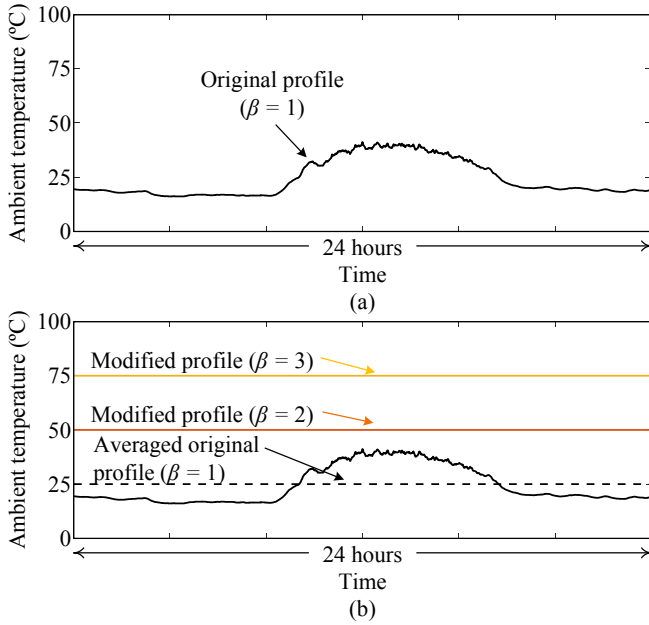 Ambient temperature (ºC)
100
75
50
25
0
Original profile
(β = 1)
24 hours
Time
(a)
Ambient temperature (ºC)
100
75
50
25
0
Modified profile (β = 3)
Modified profile (β = 2)
Averaged original
profile (β = 1)
24 hours
Time
(b)